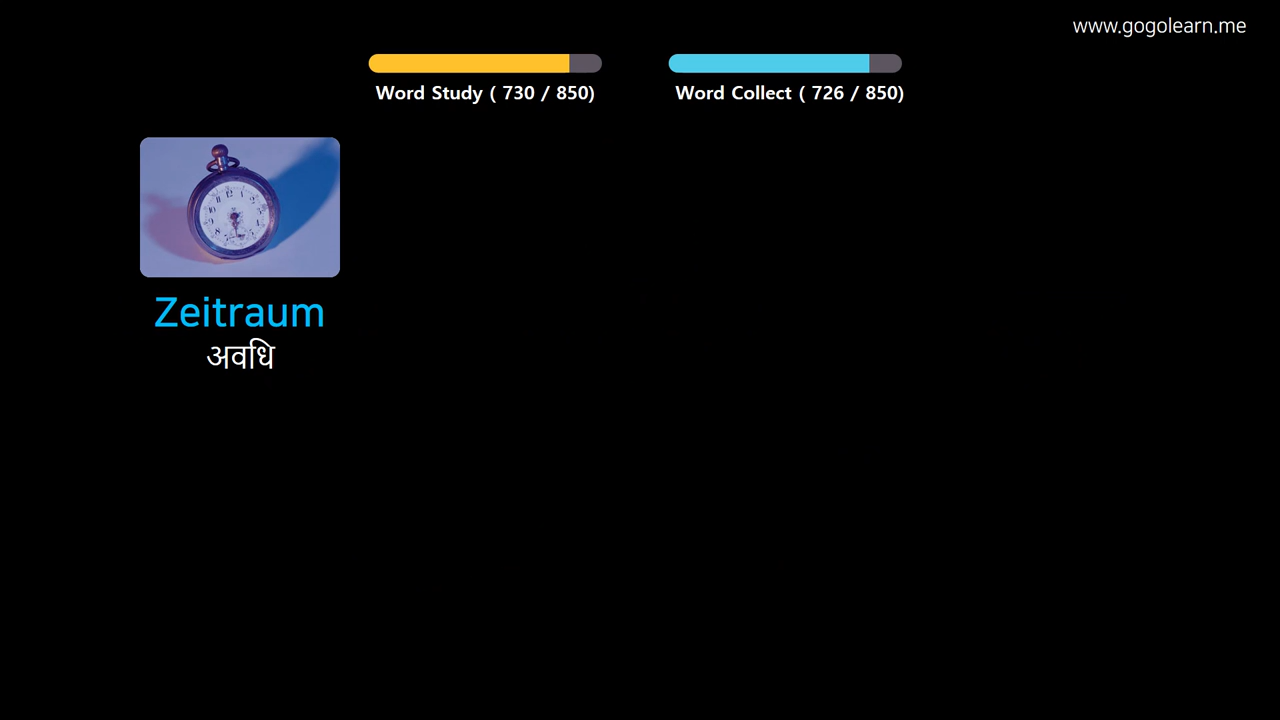 www.gogolearn.me
Word Study ( 730 / 850)
Word Collect ( 726 / 850)
Zeitraum
अवधि